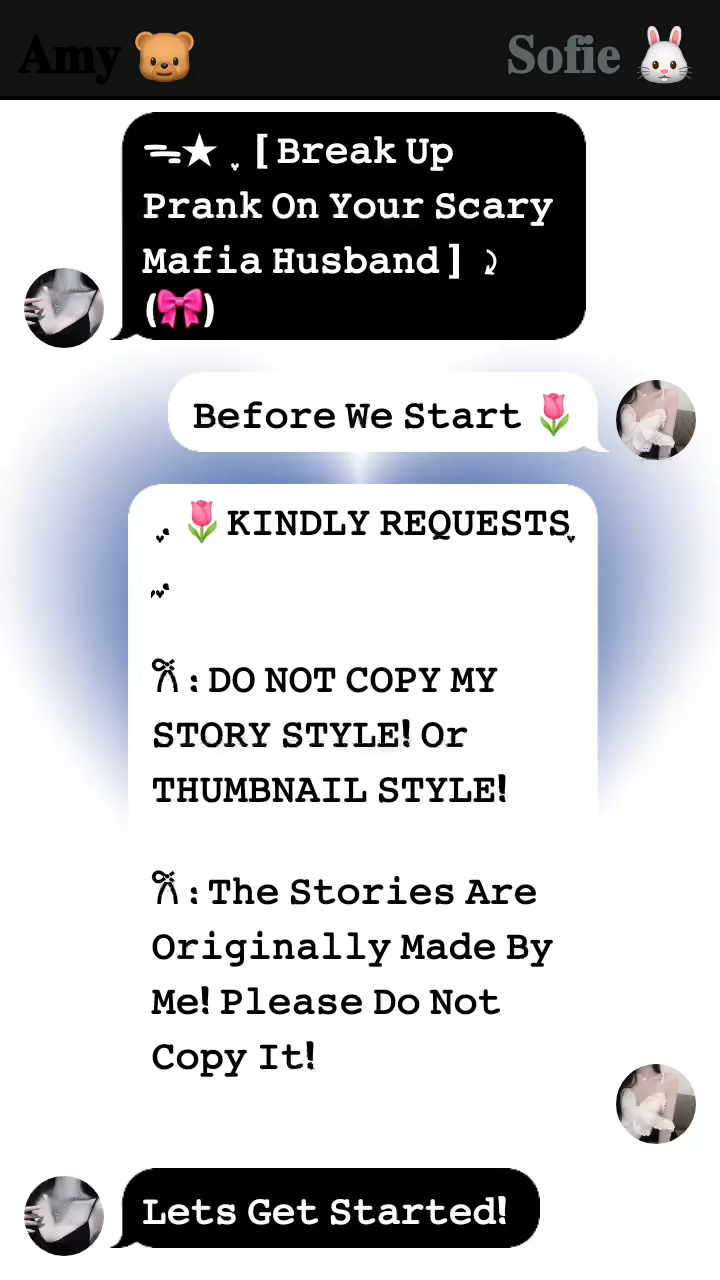 Amy 🐻
Sofie 🐰
ᯓ★ ˎˏ [ Break Up
Prank On Your Scary
Mafia Husband ] ⤸
(🎀)
Before We Start 🌷
🌷KINDLY REQUESTS
𐙚 : DO NOT COPY MY
STORY STYLE! Or
THUMBNAIL STYLE!
𐙚 : The Stories Are
Originally Made By
Me! Please Do Not
Copy It!
Lets Get Started!